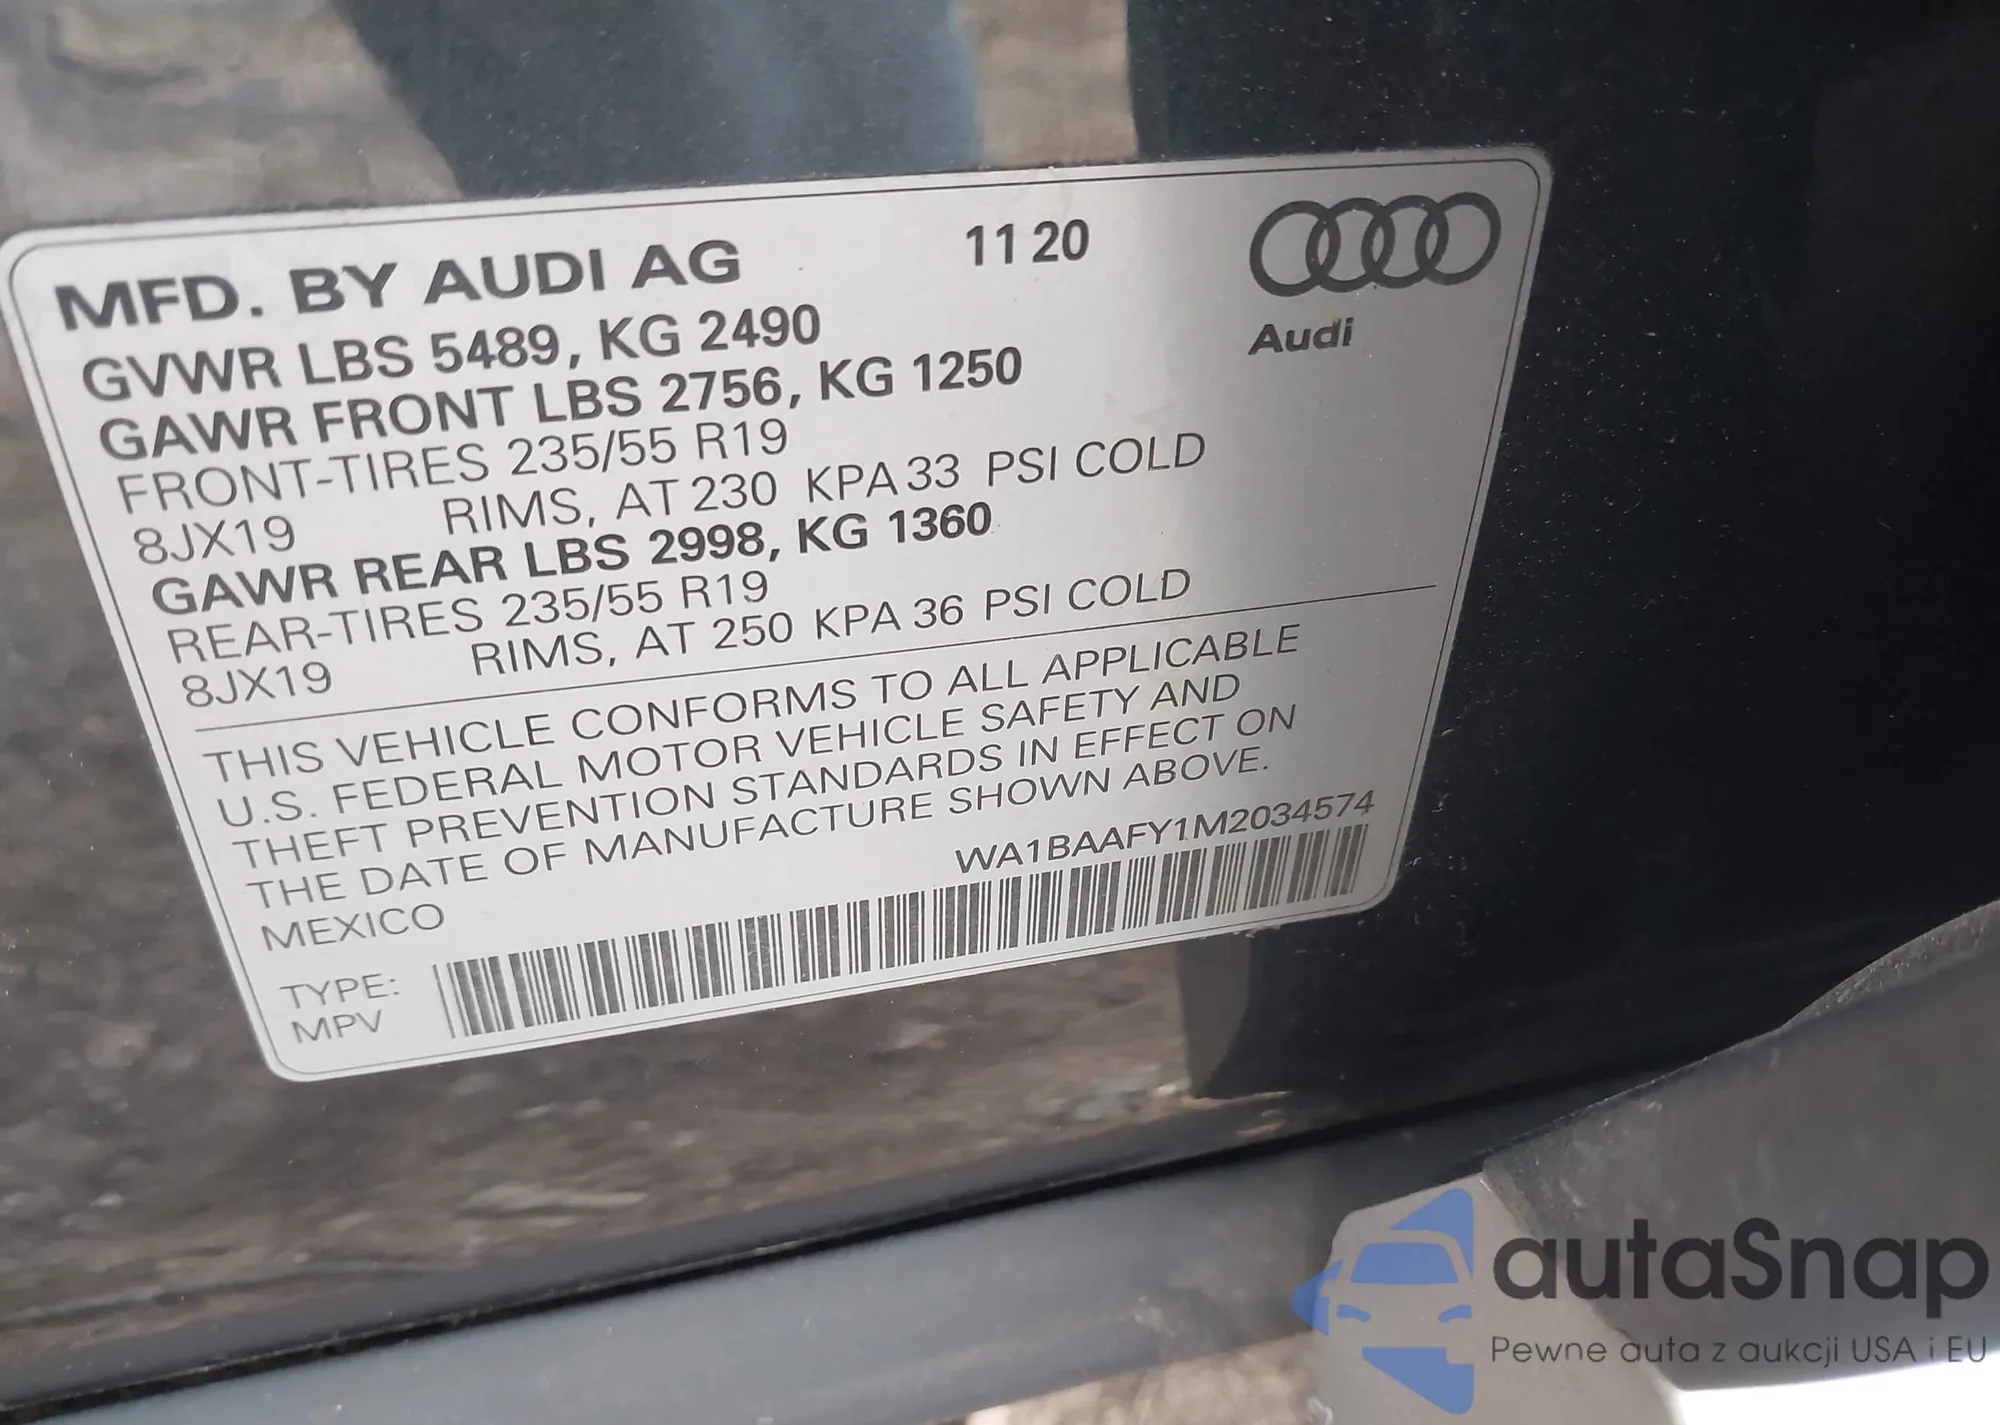 MFD. BY AUDI AG 11 20
Audi
GVWR LBS 5489, KG 2490
GAWR FRONT LBS 2756, KG 1250
FRONT-TIRES 235/55 R19
8JX19 RIMS, AT 230 KPA 33 PSI COLD
GAWR REAR LBS 2998, KG 1360
REAR-TIRES 235/55 R19
8JX19 RIMS, AT 250 KPA 36 PSI COLD
THIS VEHICLE CONFORMS TO ALL APPLICABLE
U.S. FEDERAL MOTOR VEHICLE SAFETY AND
THEFT PREVENTION STANDARDS IN EFFECT ON
THE DATE OF MANUFACTURE SHOWN ABOVE.
MEXICO WA1BAAFY1M2034574
TYPE:
MPV
autaSnap
Pewne auta z aukcji USA i EU